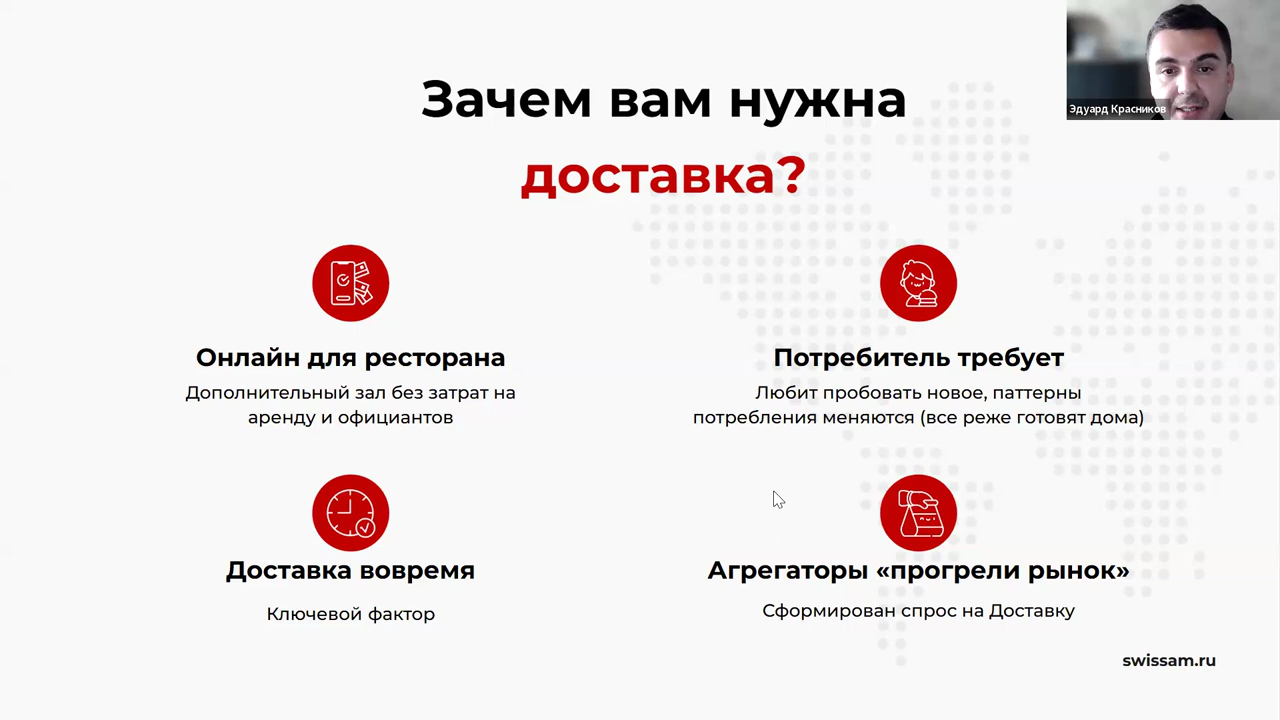 Зачем вам нужна
доставка?
Эдуард Красников
Онлайн для ресторана
Дополнительный зал без затрат на
аренду и официантов
Потребитель требует
Любит пробовать новое, паттерны
потребления меняются (все реже готовят дома)
Доставка вовремя
Ключевой фактор
Агрегаторы «прогрели рынок»
Сформирован спрос на Доставку
swissam.ru